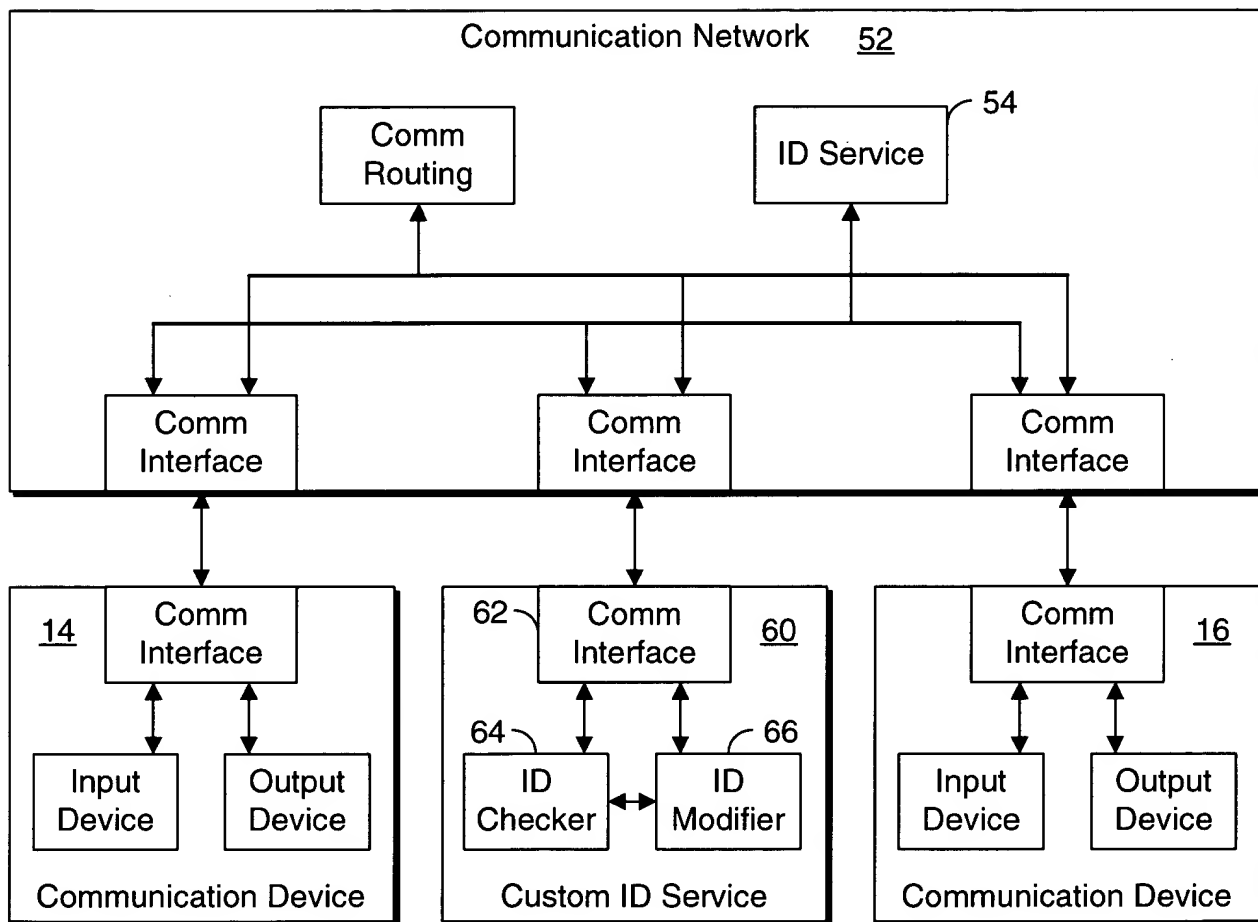 Communication Network 52
54
Comm
Routing
ID Service
Comm
Interface
Comm
Interface
Comm
Interface
14
Comm
Interface
62
Comm
Interface
60
Comm
Interface
16
64
66
Input
Device
Output
Device
ID
Checker
ID
Modifier
Input
Device
Output
Device
Communication Device
Custom ID Service
Communication Device